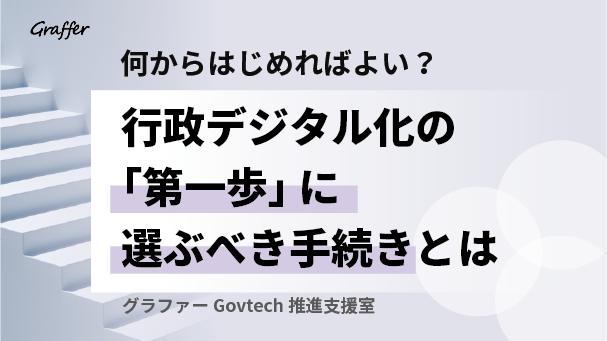 Graffer
何からはじめればよい？
行政デジタル化の
「第一歩」に
選ぶべき手続きとは
グラファー Govtech 推進支援室